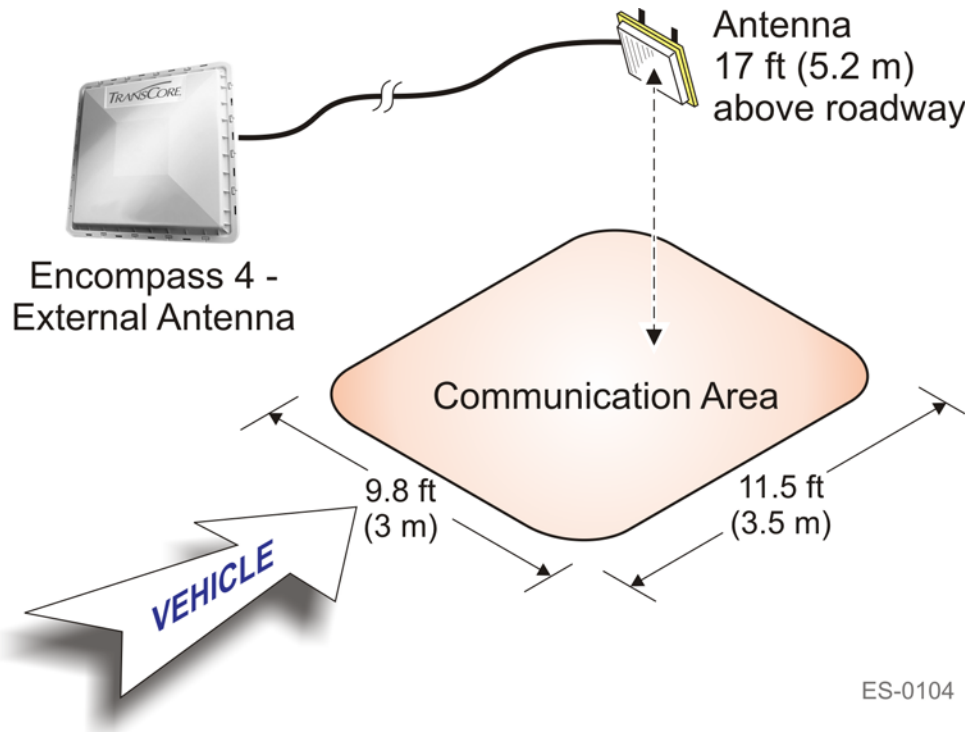 Antenna
17 ft (5.2 m)
above roadway
TRANSCORE
Encompass 4 -
External Antenna
Communication Area
9.8 ft
(3 m)
11.5 ft
(3.5 m)
VEHICLE
ES-0104